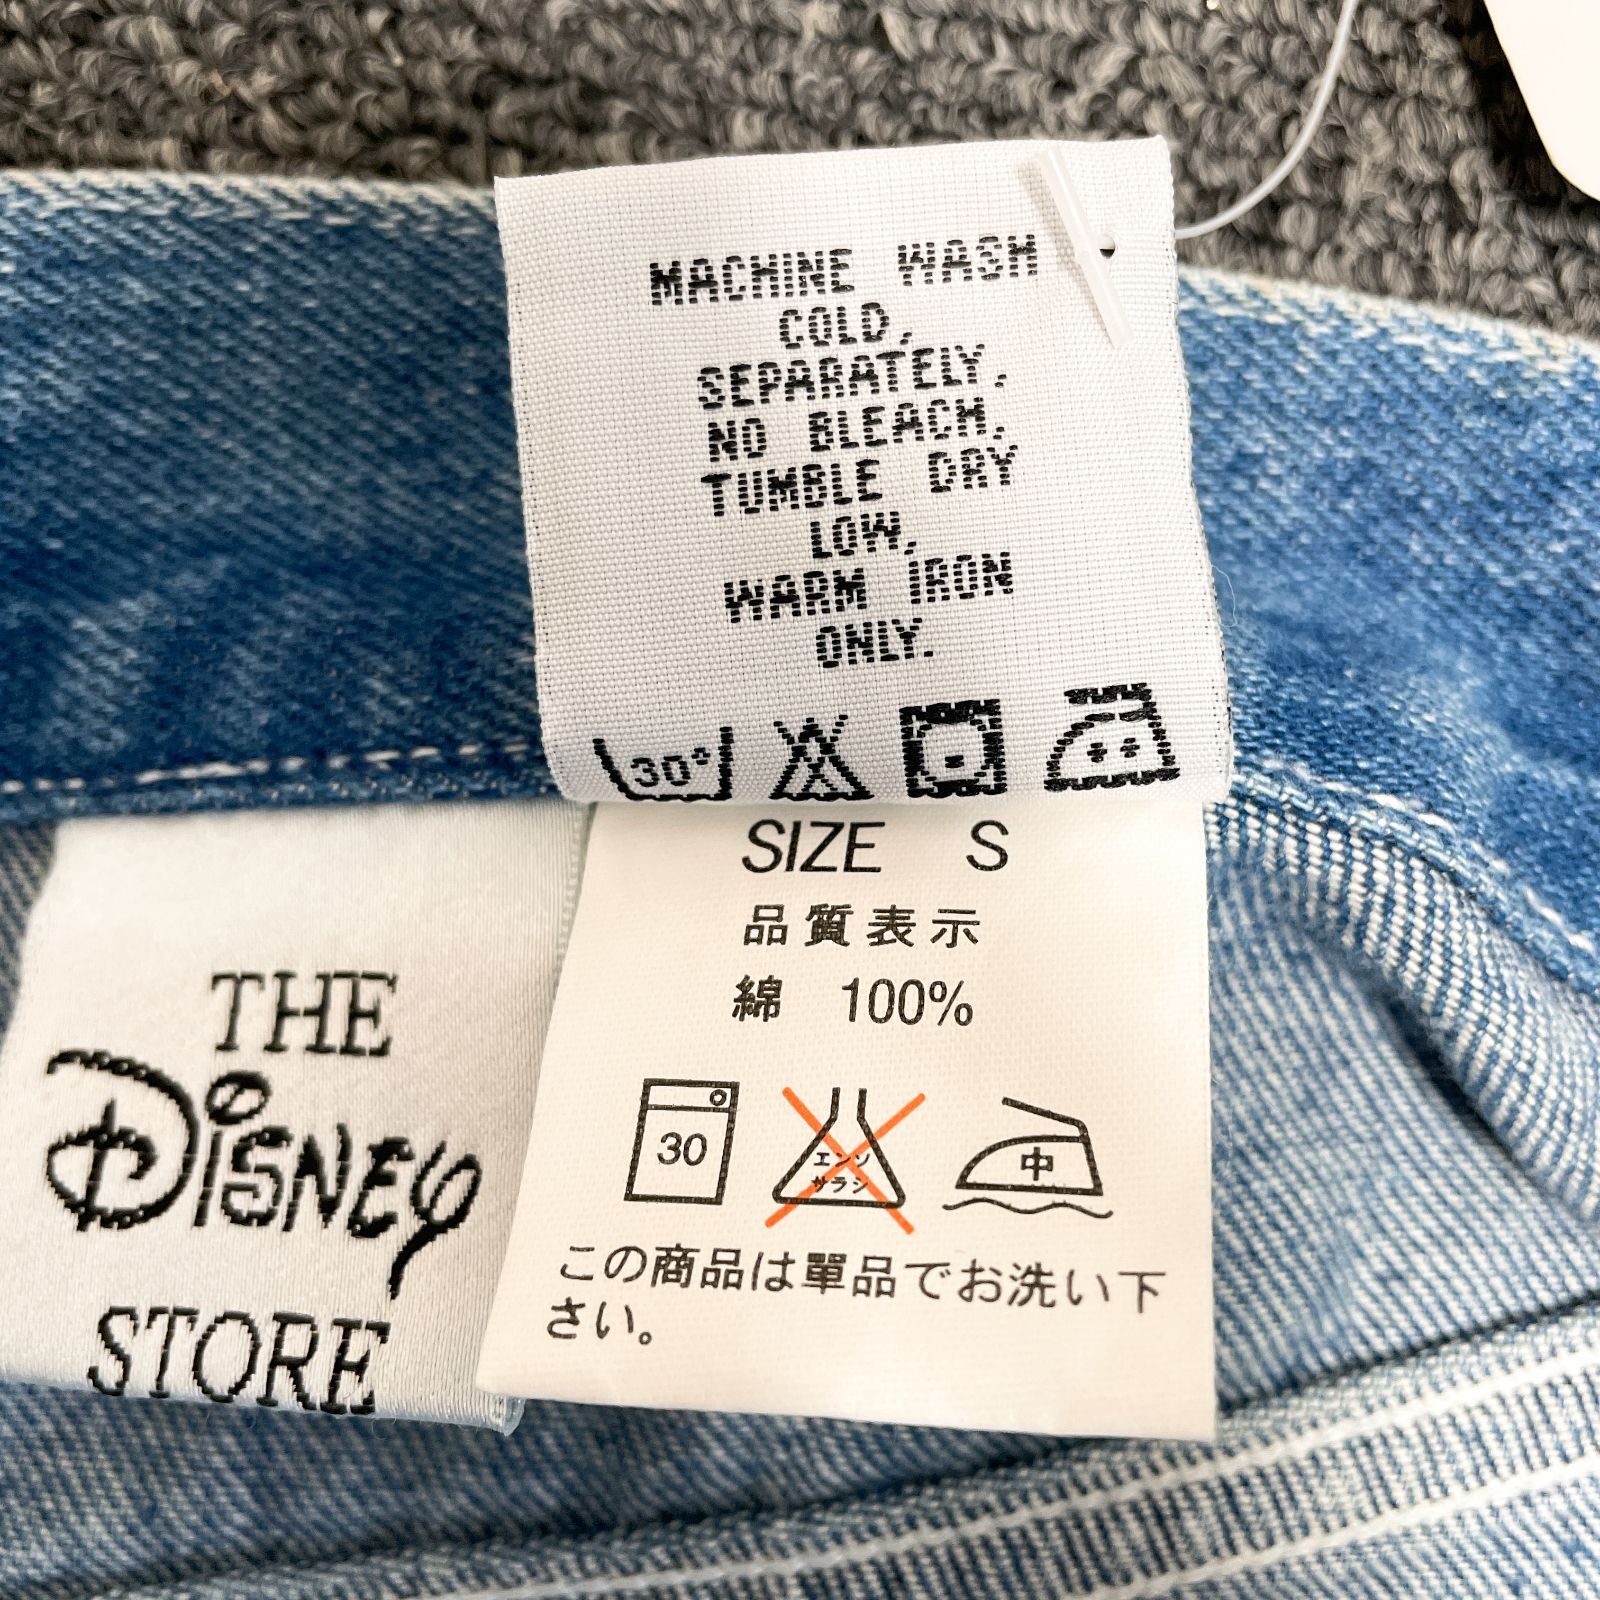 MACHINE WASH
COLD,
SEPARATELY,
NO BLEACH,
TUMBLE DRY
LOW,
WARM IRON
ONLY.
30°
SIZE S
品質表示
綿 100%
30
エンソ
サラシ
中
この商品は單品でお洗い下
さい。
THE
DISNEY
STORE